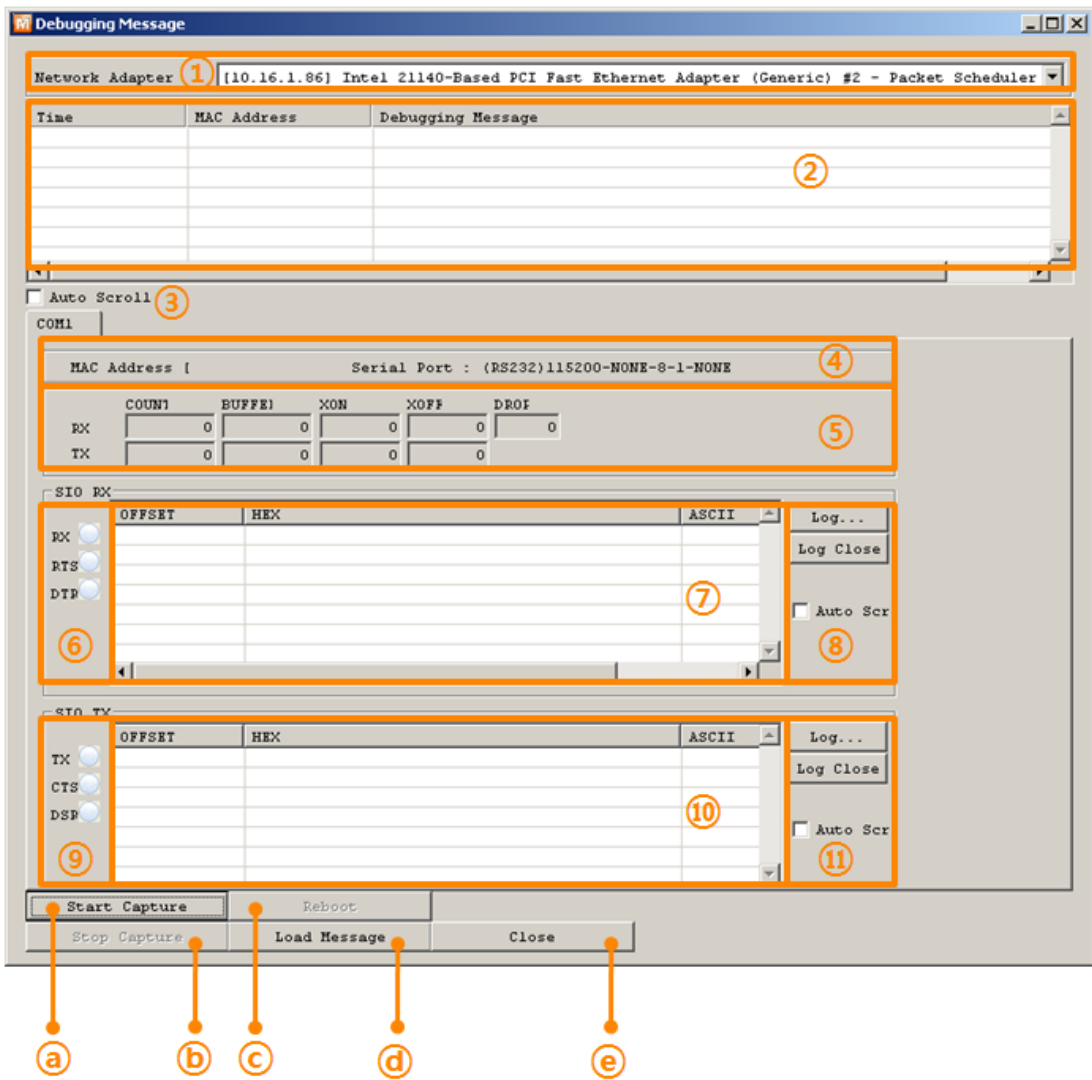 M Debugging Message
Network Adapter ① [10.16.1.86] Intel 21140-Based PCI Fast Ethernet Adapter (Generic) #2 - Packet Scheduler
Time MAC Address Debugging Message
②
Auto Scroll ③
COM1
MAC Address [ Serial Port : (RS232)115200-NONE-8-1-NONE ④
COUNT BUFFE XON XOFF DROP
RX 0 0 0 0 0 ⑤
TX 0 0 0 0
SIO RX
OFFSET HEX ASCII Log...
RX
Log Close
RTS
DTR ⑦ Auto Scr
⑥ ⑧
SIO TX
OFFSET HEX ASCII Log...
TX
Log Close
CTS
DSR ⑩ Auto Scr
⑨ ⑪
Start Capture Reboot
Stop Capture Load Message Close
ⓐ ⓑ ⓒ ⓓ ⓔ